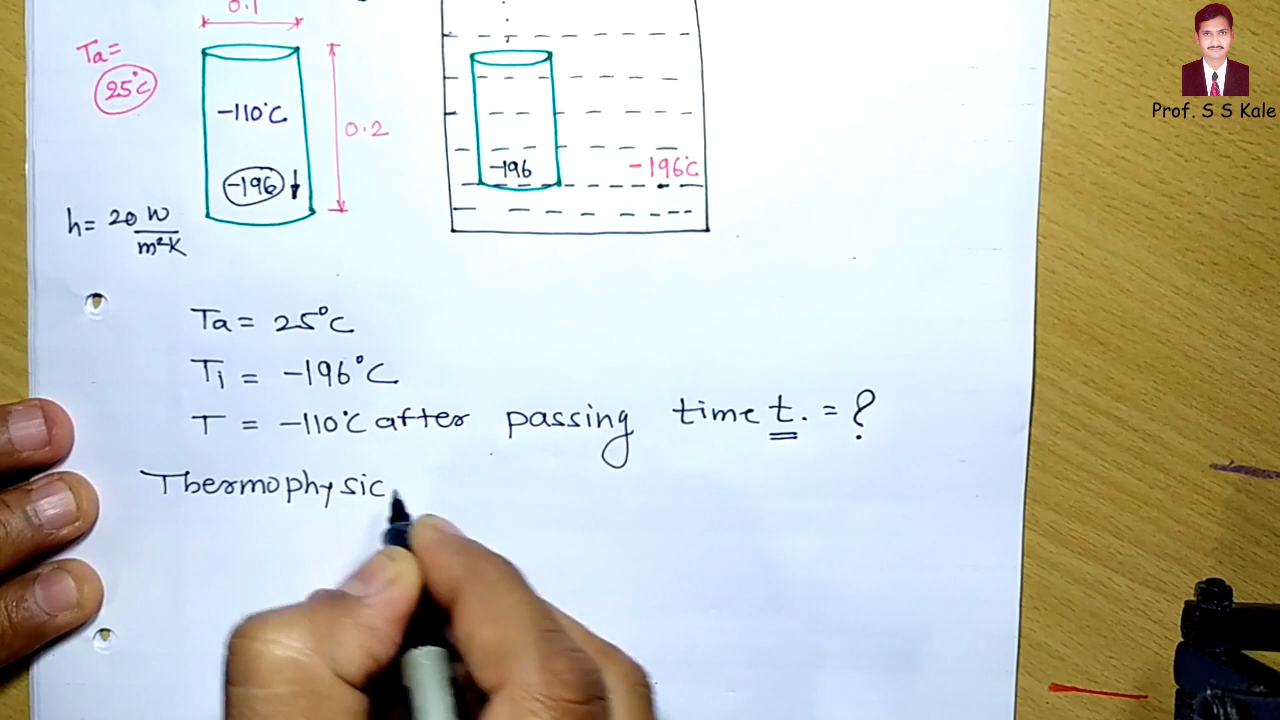 0.1
Ta=
25°C
-110°C
0.2
-196
-196
-196°C
h= 20 W
m²K
Prof. S S Kale
Ta = 25°C
Ti = -196°C
T = -110°C after passing time t. = ?
Thermophysic